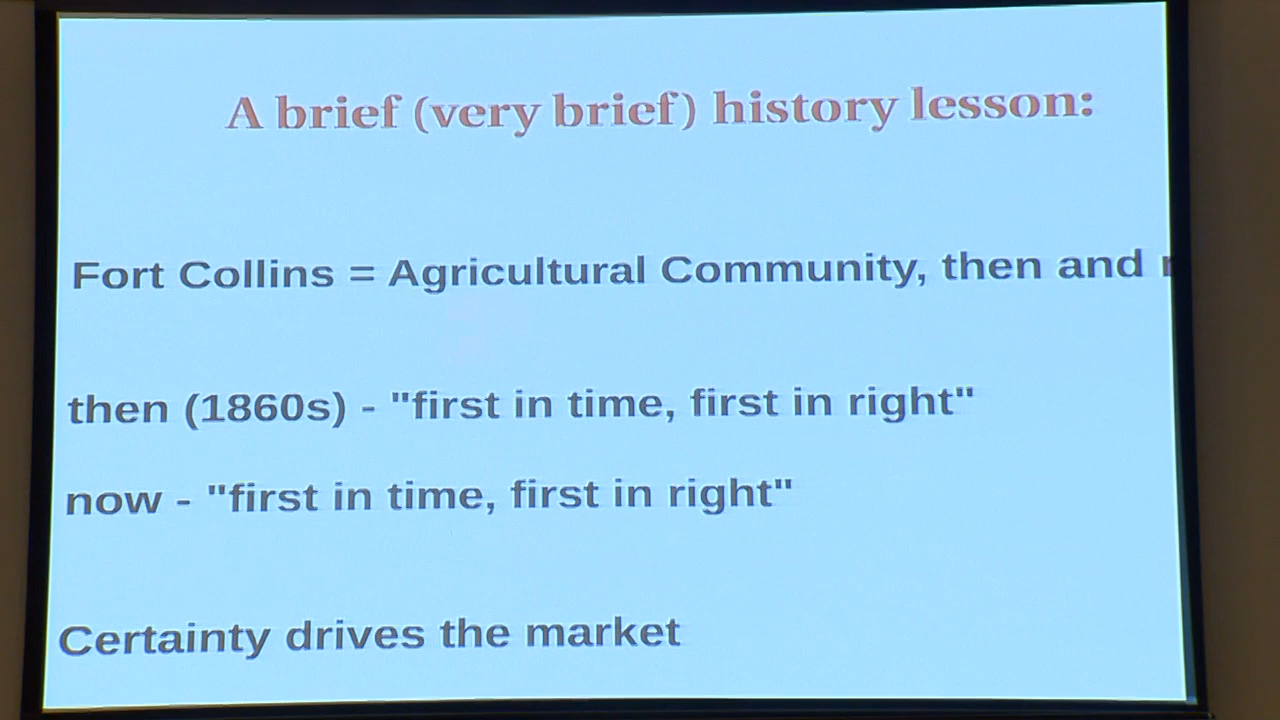 A brief (very brief) history lesson:
Fort Collins = Agricultural Community, then and
then (1860s) - "first in time, first in right"
now - "first in time, first in right"
Certainty drives the market